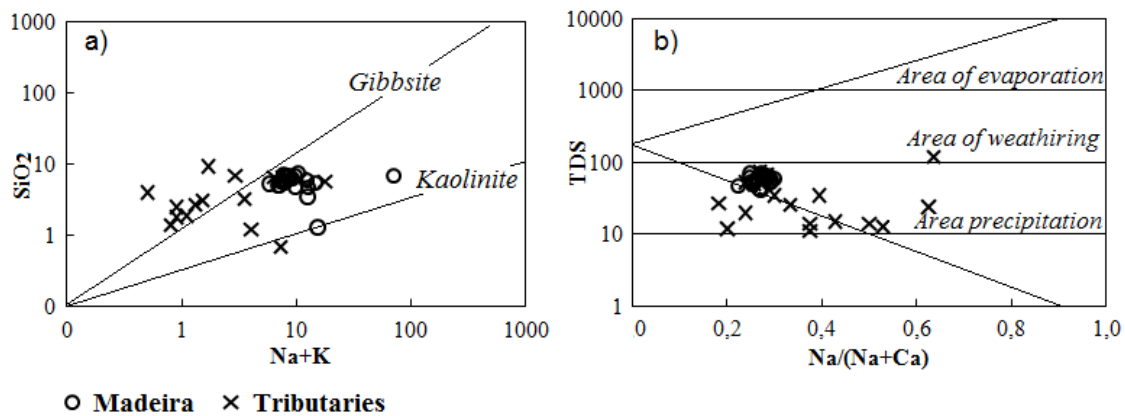 a)
1000
100
10
1
0
SiO2
Gibbsite
Kaolinite
0 1 10 100 1000
Na+K
b)
10000
1000
100
10
1
TDS
Area of evaporation
Area of weathiring
Area precipitation
0 0,2 0,4 0,6 0,8 1,0
Na/(Na+Ca)
Madeira Tributaries